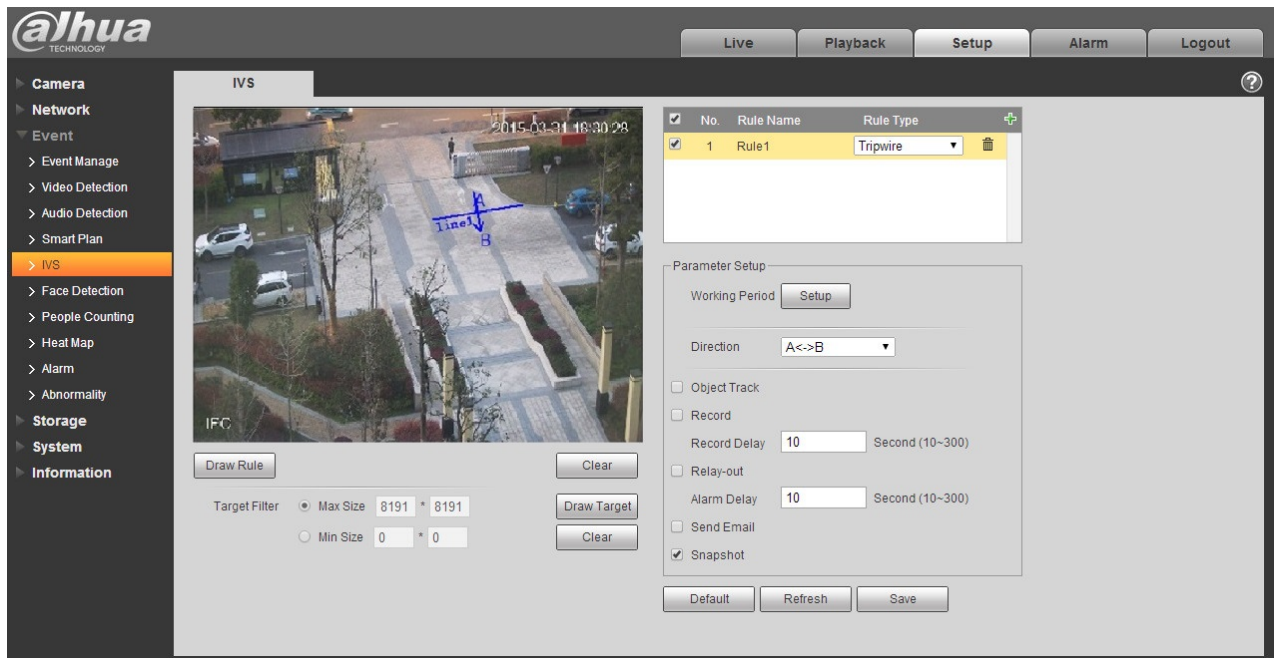 alhua
TECHNOLOGY
Live
Playback
Setup
Alarm
Logout
Camera
Network
Event
Event Manage
Video Detection
Audio Detection
Smart Plan
IVS
Face Detection
People Counting
Heat Map
Alarm
Abnormality
Storage
System
Information
IVS
?
2015-03-31 18:30:28
A
line1
B
IPC
Draw Rule
Clear
Target Filter Max Size 8191 * 8191
Draw Target
Min Size 0 * 0
Clear
No. Rule Name Rule Type
1 Rule1 Tripwire
Parameter Setup
Working Period Setup
Direction A<->B
Object Track
Record
Record Delay 10 Second (10~300)
Relay-out
Alarm Delay 10 Second (10~300)
Send Email
Snapshot
Default Refresh Save